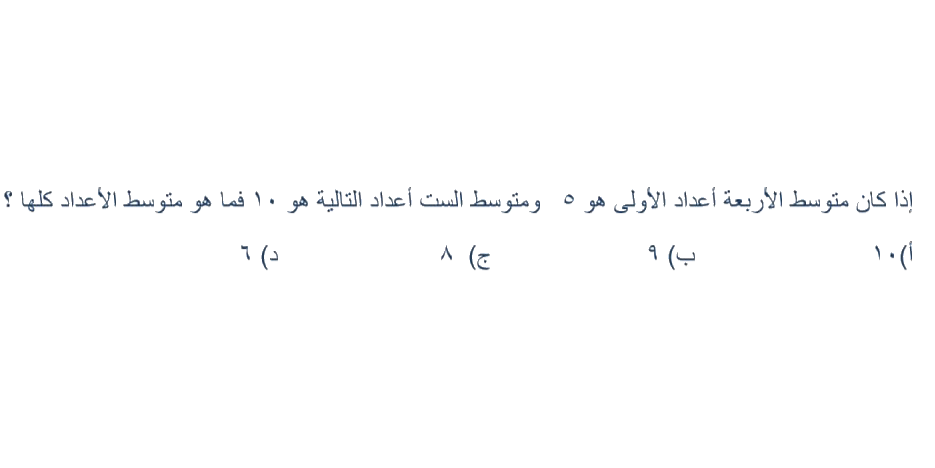 إذا كان متوسط الأربعة أعداد الأولى هو ٥ ومتوسط الست أعداد التالية هو ١٠ فما هو متوسط الأعداد كلها ؟
أ) ١٠ ب) ٩ ج) ٨ د) ٦